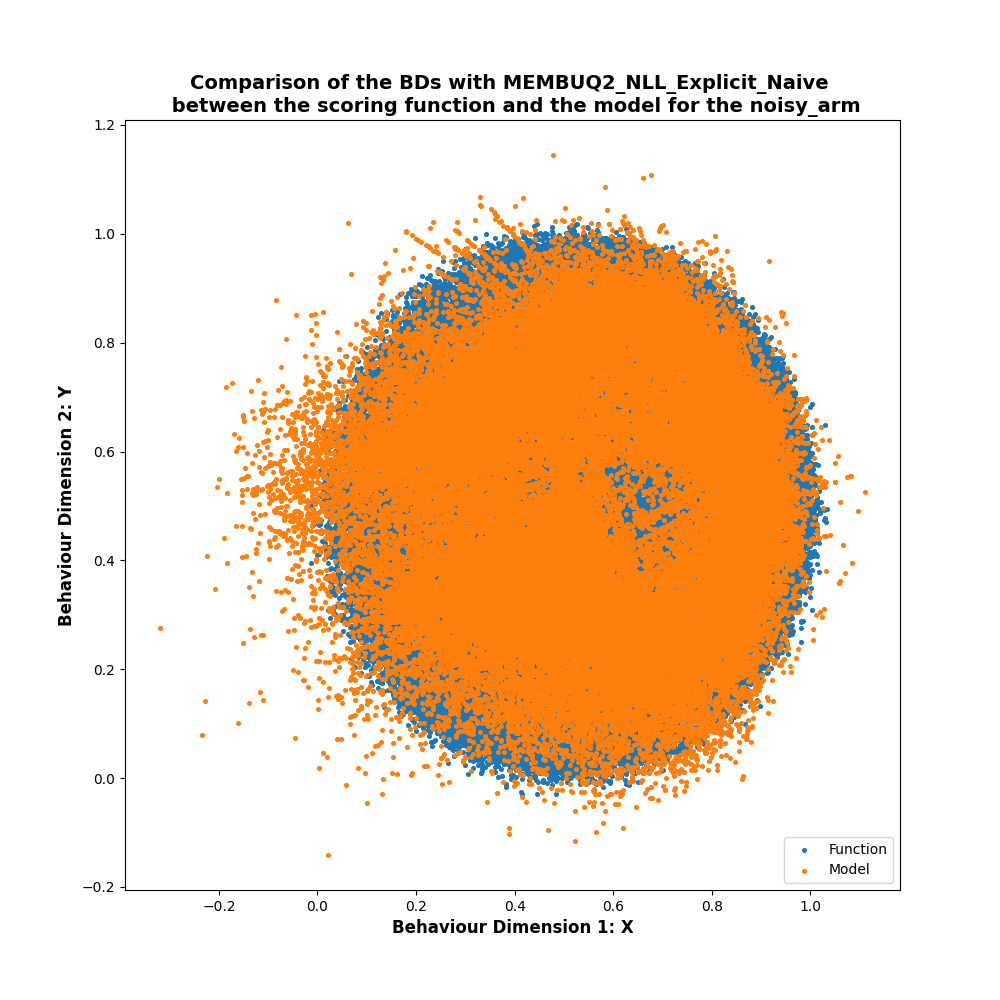 Comparison of the BDs with MEMBUQ2_NLL_Explicit_Naive
between the scoring function and the model for the noisy_arm
1.2
1.0
0.8
0.6
0.4
0.2
0.0
−0.2
Behaviour Dimension 2: Y
Function
Model
−0.2
0.0
0.2
0.4
0.6
0.8
1.0
Behaviour Dimension 1: X